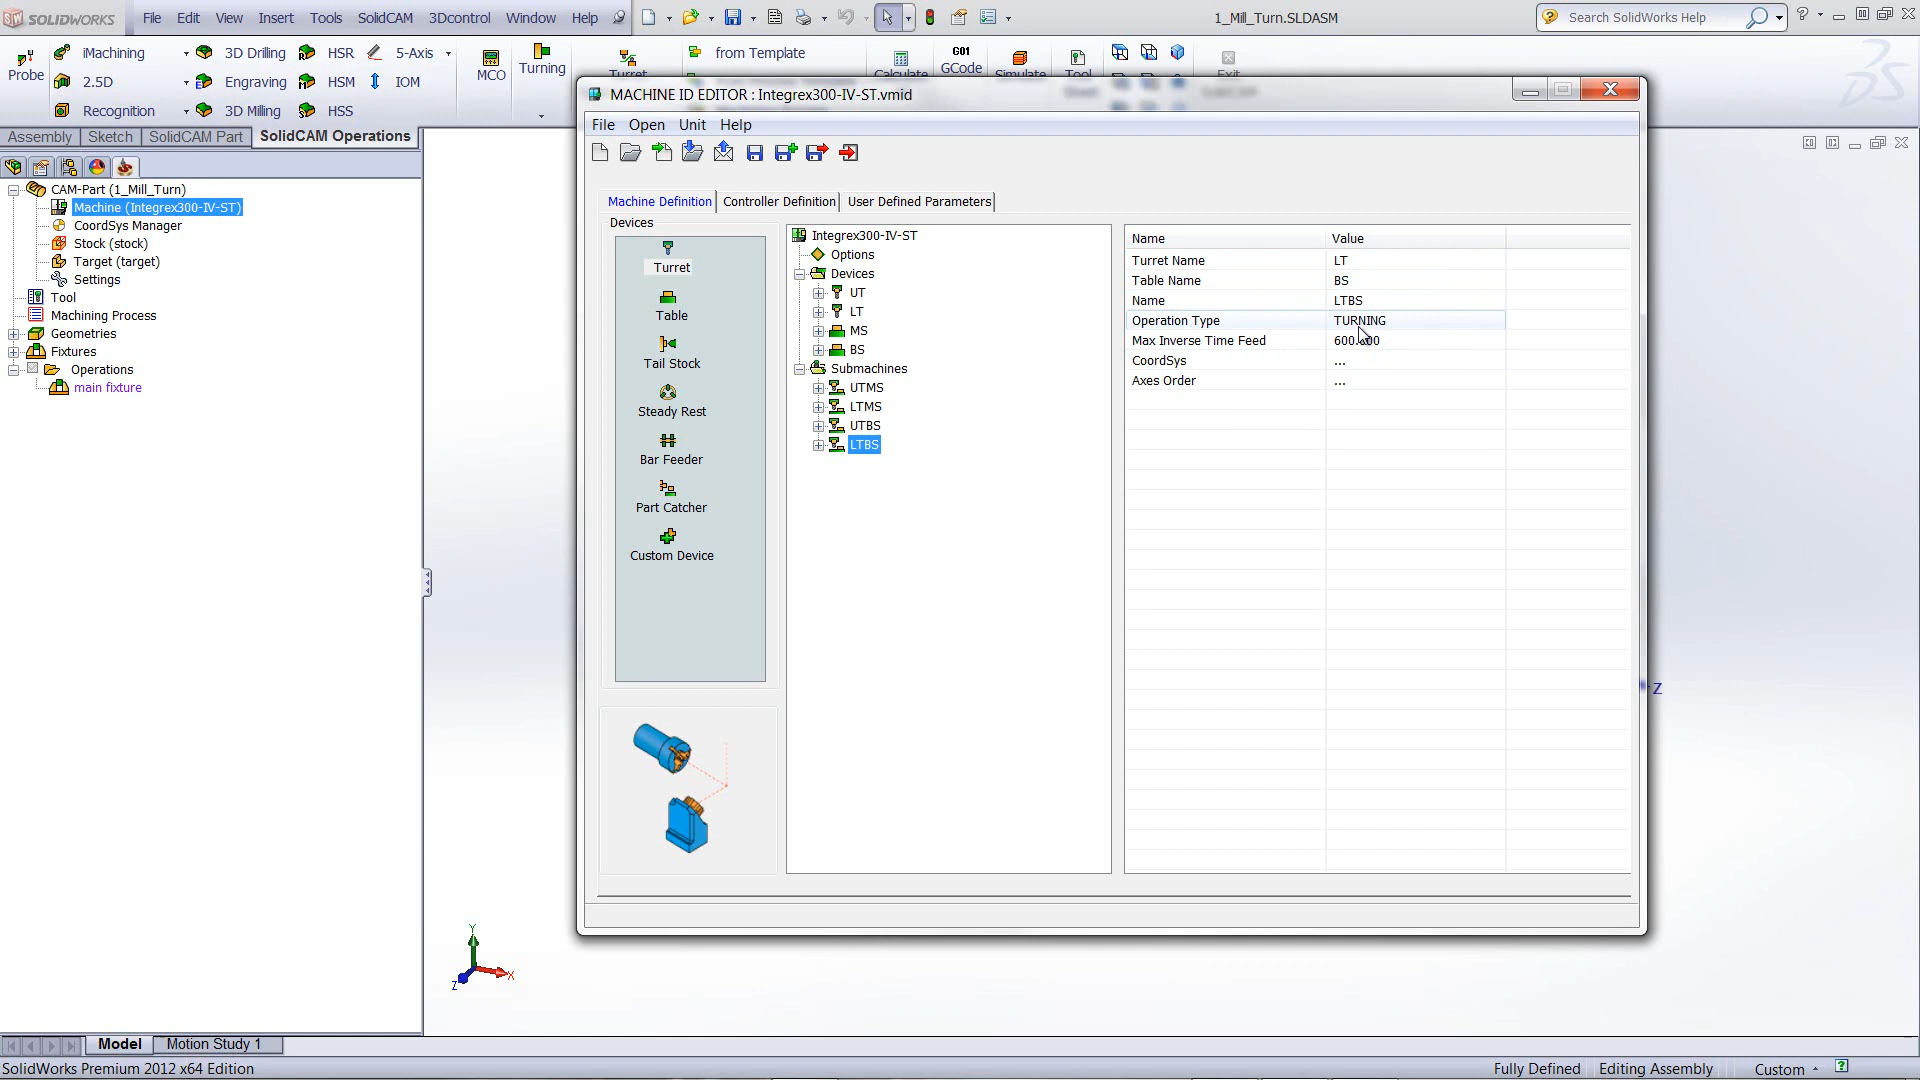 SOLIDWORKS File Edit View Insert Tools SolidCAM 3Dcontrol Window Help 1_Mill_Turn.SLDASM Search SolidWorks Help
iMachining 3D Drilling HSR 5-Axis from Template
Probe 2.5D Engraving HSM IOM MCO Turning Turret Calculate G01 GCode Simulate Tool Exit
Recognition 3D Milling HSS
Assembly Sketch SolidCAM Part SolidCAM Operations
CAM-Part (1_Mill_Turn)
Machine (Integrex300-IV-ST)
CoordSys Manager
Stock (stock)
Target (target)
Settings
Tool
Machining Process
Geometries
Fixtures
Operations
main fixture
MACHINE ID EDITOR : Integrex300-IV-ST.vmid
File Open Unit Help
Machine Definition Controller Definition User Defined Parameters
Devices
Turret
Table
Tail Stock
Steady Rest
Bar Feeder
Part Catcher
Custom Device
Integrex300-IV-ST
Options
Devices
UT
LT
MS
BS
Submachines
UTMS
LTMS
UTBS
LTBS
Name Value
Turret Name LT
Table Name BS
Name LTBS
Operation Type TURNING
Max Inverse Time Feed
CoordSys ...
Axes Order ...
Z
Y
X
Z
Model Motion Study 1
SolidWorks Premium 2012 x64 Edition Fully Defined Editing Assembly Custom